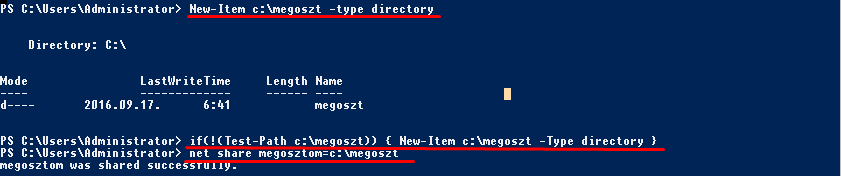 PS C:\Users\Administrator> New-Item c:\megoszt -type directory
Directory: C:\
Mode LastWriteTime Length Name
---- ------------- ------ ----
d---- 2016.09.17. 6:41 megoszt
PS C:\Users\Administrator> if(!(Test-Path c:\megoszt)) { New-Item c:\megoszt -Type directory }
PS C:\Users\Administrator> net share megosztom=c:\megoszt
megosztom was shared successfully.